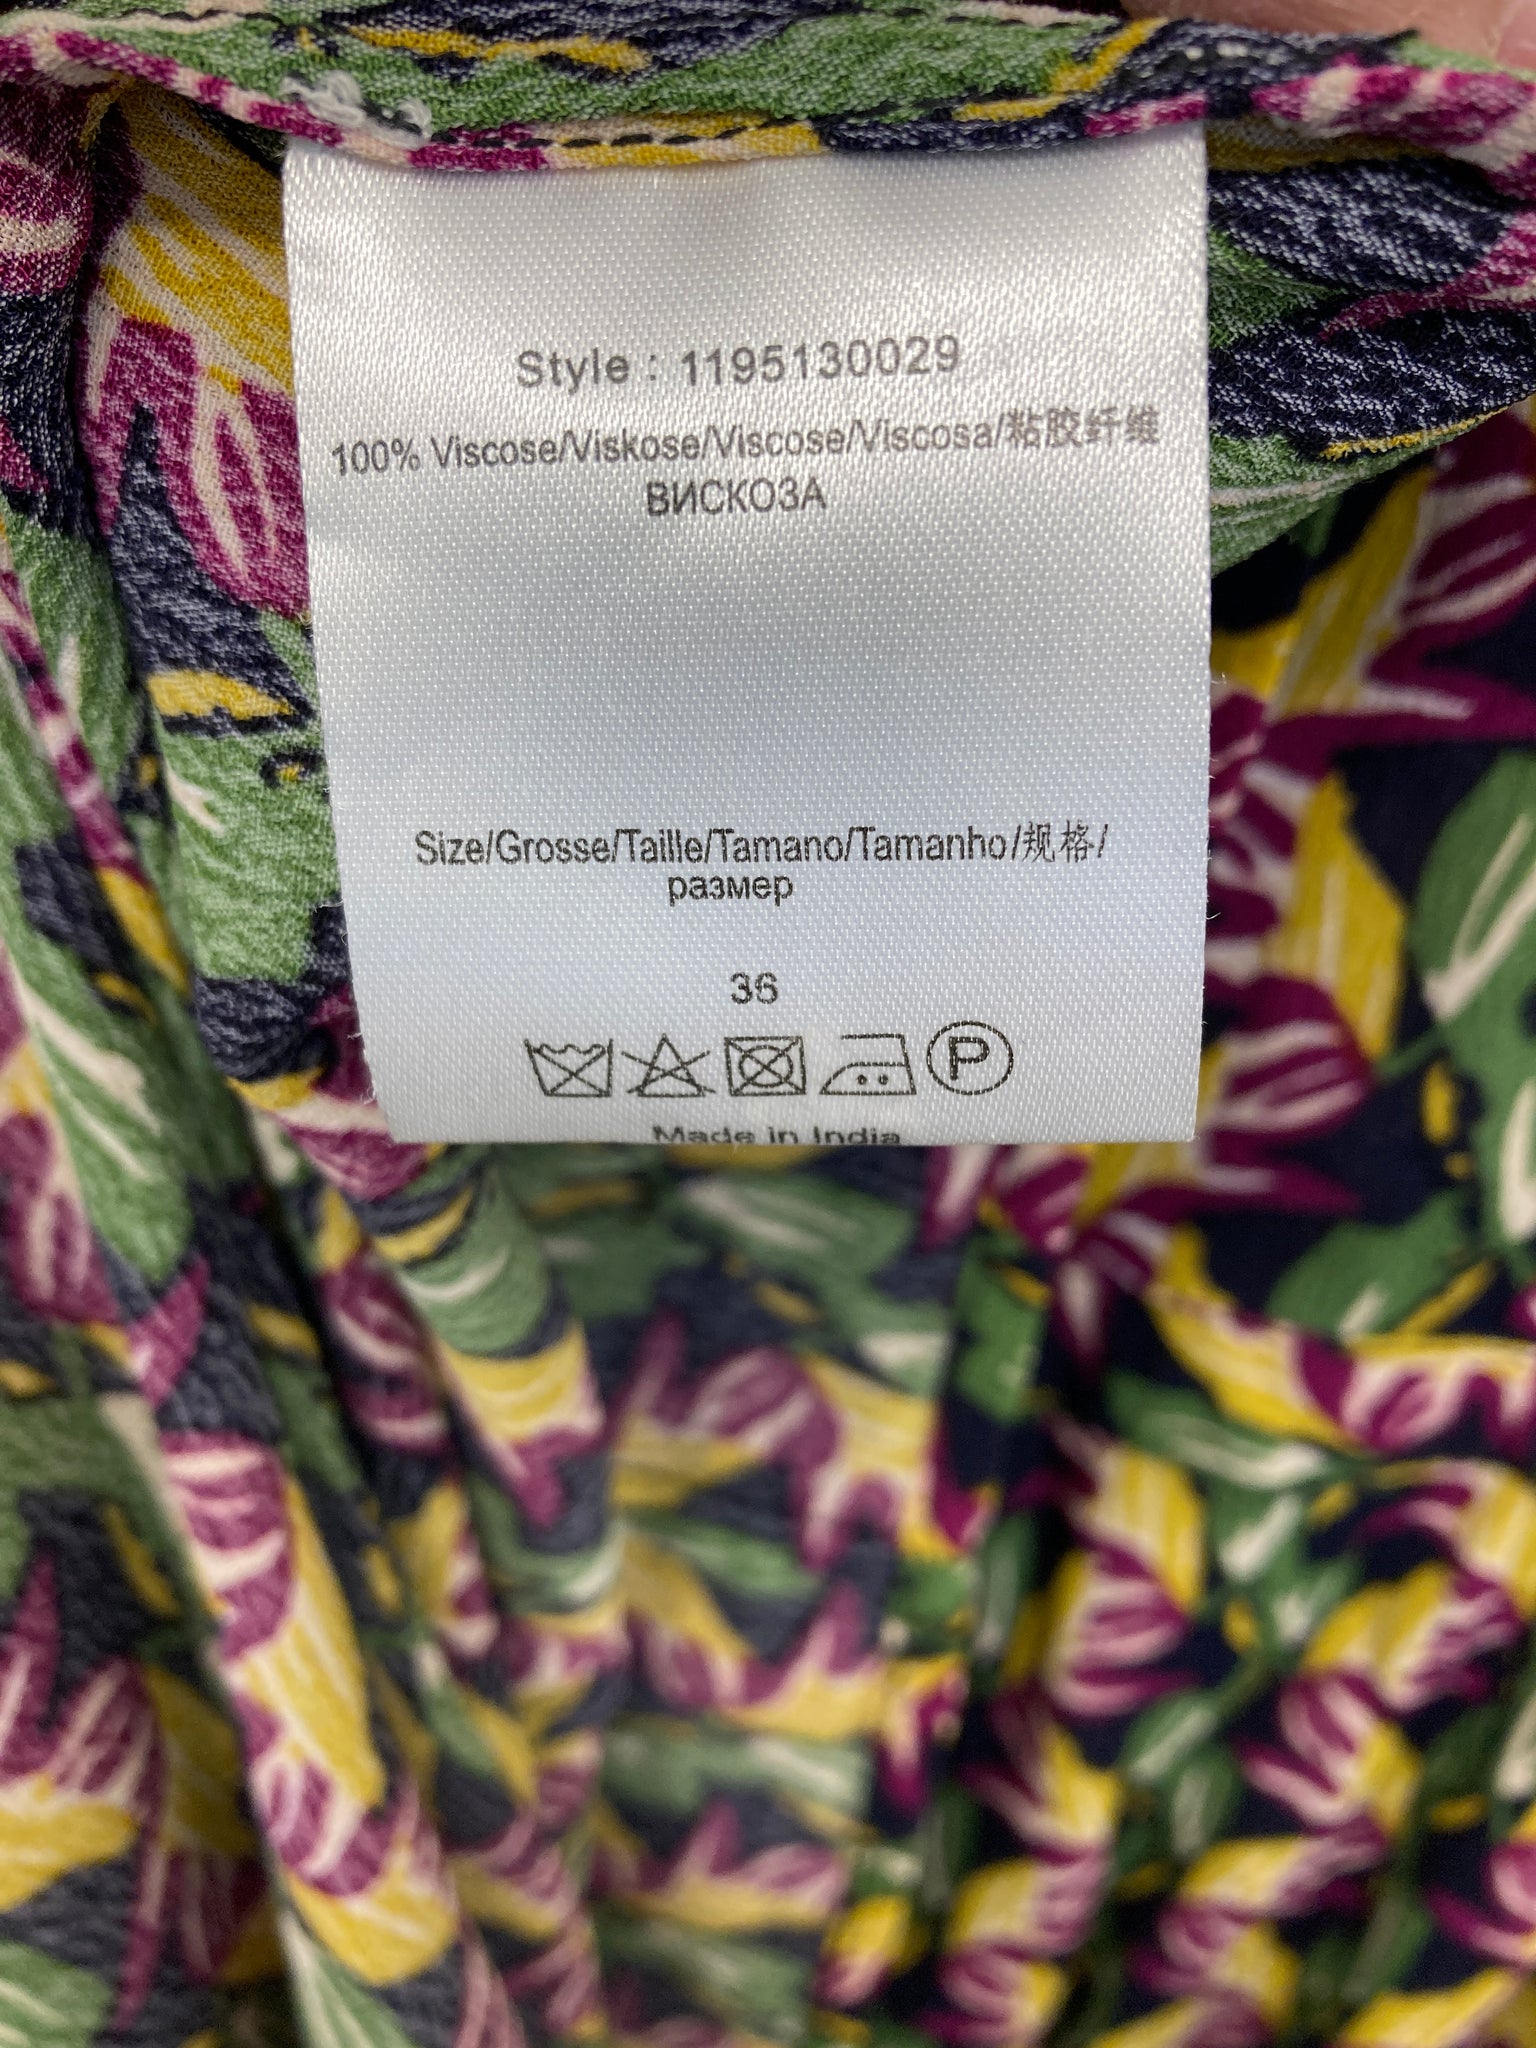 Style : 1195130029
100% Viscose/Viskose/Viscose/Viscosa/粘胶纤维
ВИСКОЗА
Size/Grosse/Taille/Tamano/Tamanho/规格/
размер
36
P
Made in India